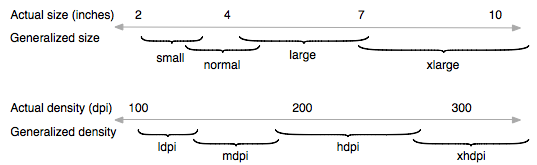 Actual size (inches) 2 4 7 10
Generalized size
small normal large xlarge
Actual density (dpi) 100 200 300
Generalized density
ldpi mdpi hdpi xhdpi